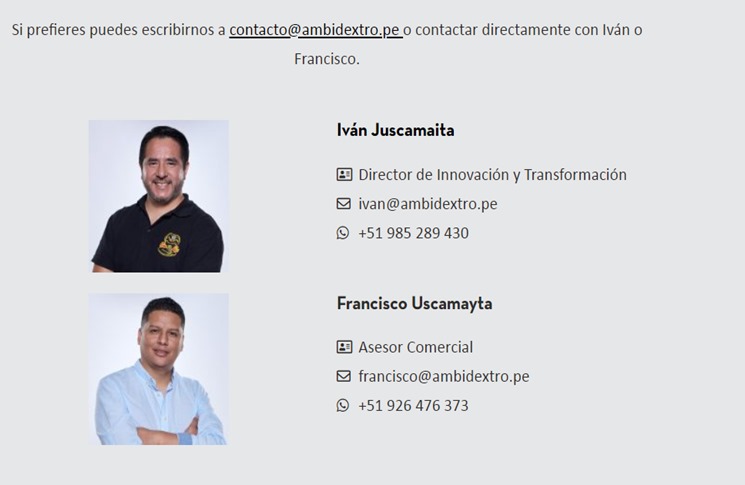 Si prefieres puedes escribirnos a contacto@ambidextro.pe o contactar directamente con Iván o
Francisco.
Iván Juscamaita
Director de Innovación y Transformación
ivan@ambidextro.pe
+51 985 289 430
Francisco Uscamayta
Asesor Comercial
francisco@ambidextro.pe
+51 926 476 373